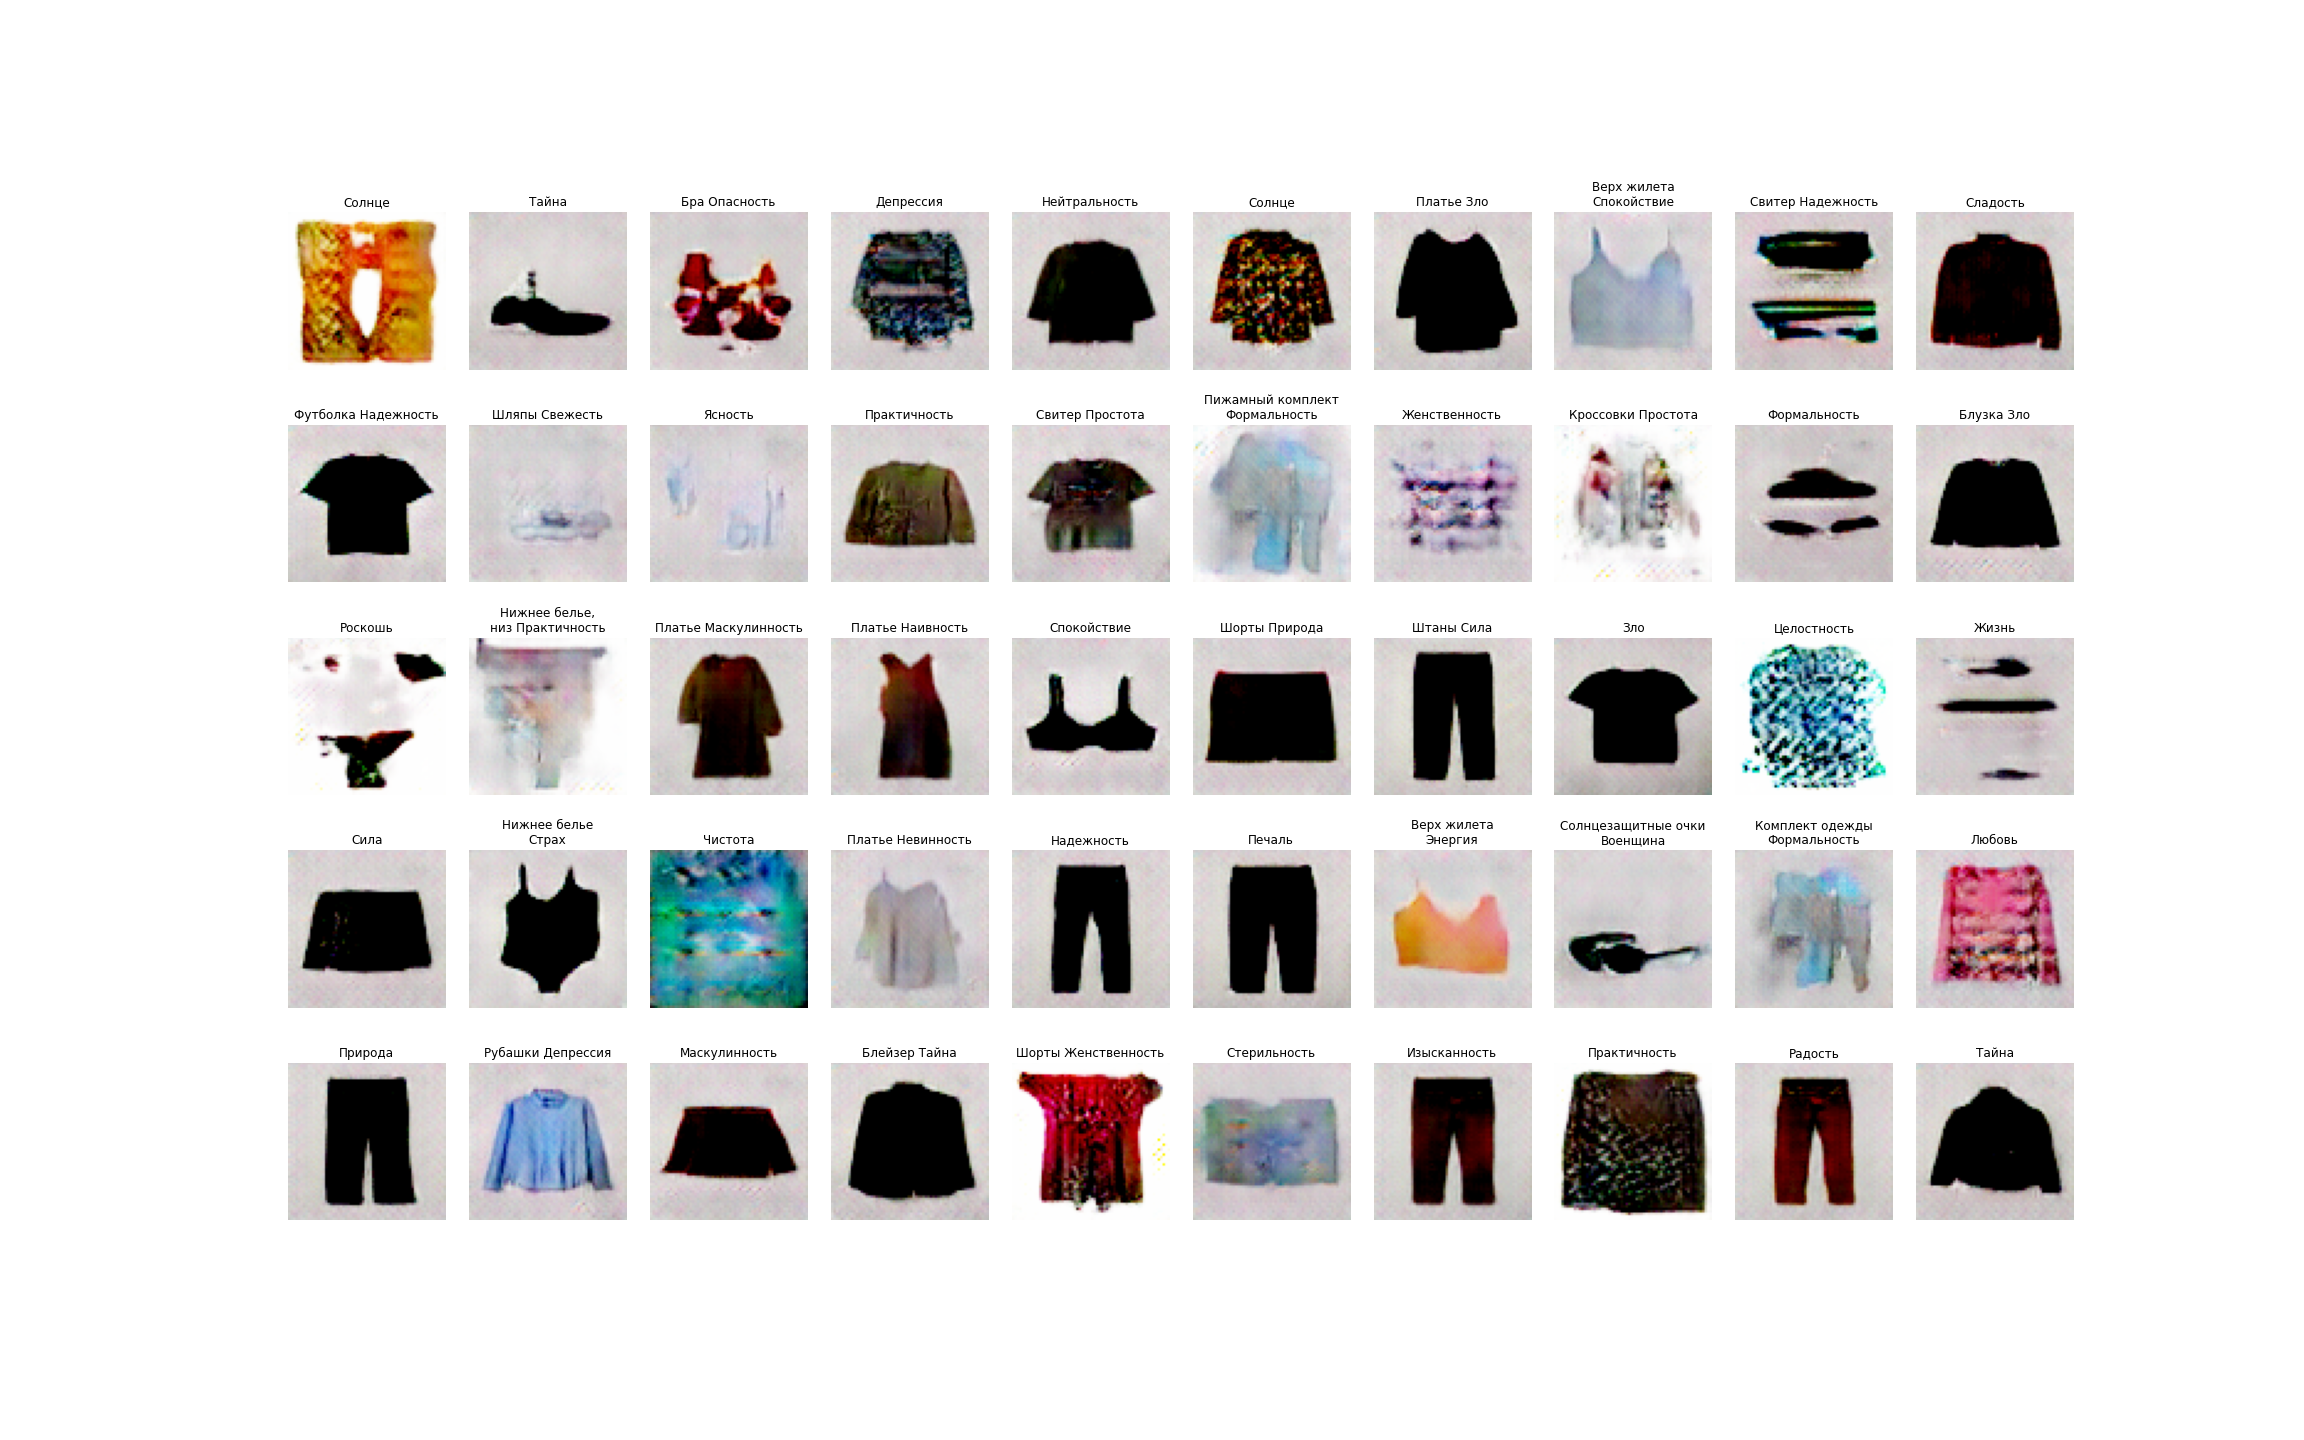 Солнце
Тайна
Бра Опасность
Депрессия
Нейтральность
Солнце
Платье Зло
Верх жилета
Спокойствие
Свитер Надежность
Сладость
Футболка Надежность
Шляпы Свежесть
Ясность
Практичность
Свитер Простота
Пижамный комплект
Формальность
Женственность
Кроссовки Простота
Формальность
Блузка Зло
Роскошь
Нижнее белье,
низ Практичность
Платье Маскулинность
Платье Наивность
Спокойствие
Шорты Природа
Штаны Сила
Зло
Целостность
Жизнь
Сила
Нижнее белье
Страх
Чистота
Платье Невинность
Надежность
Печаль
Верх жилета
Энергия
Солнцезащитные очки
Военщина
Комплект одежды
Формальность
Любовь
Природа
Рубашки Депрессия
Маскулинность
Блейзер Тайна
Шорты Женственность
Стерильность
Изысканность
Практичность
Радость
Тайна